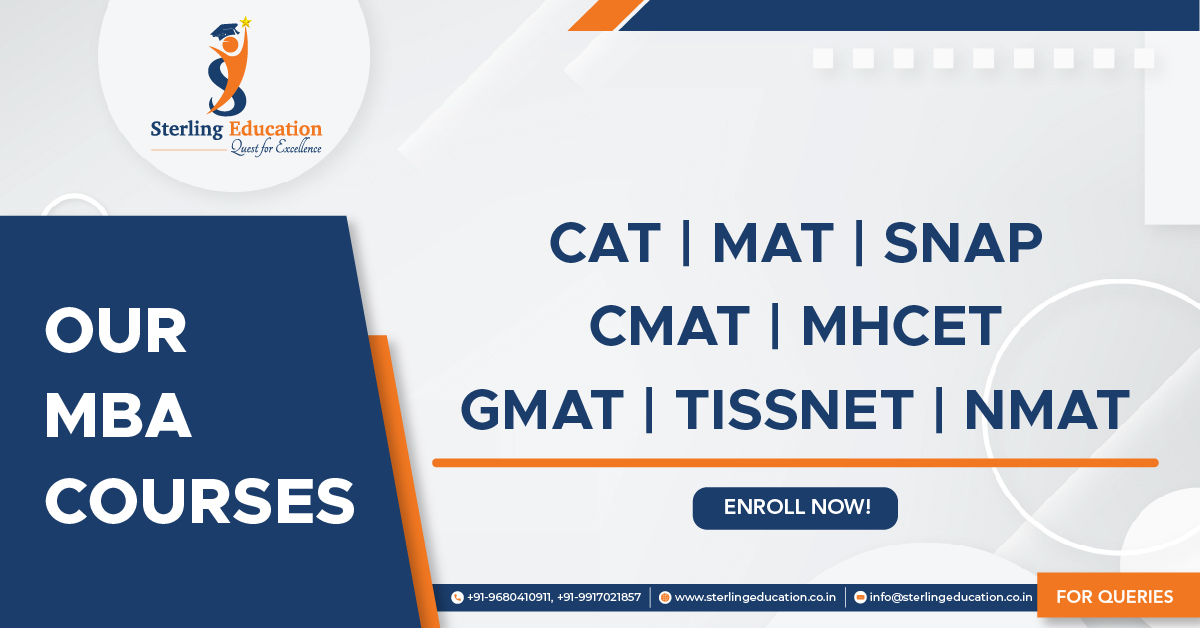 Sterling Education
Quest for Excellence
OUR
MBA
COURSES
CAT | MAT | SNAP
CMAT | MHCET
GMAT | TISSNET | NMAT
ENROLL NOW!
+91-9680410911, +91-9917021857 | www.sterlingeducation.co.in | info@sterlingeducation.co.in
FOR QUERIES